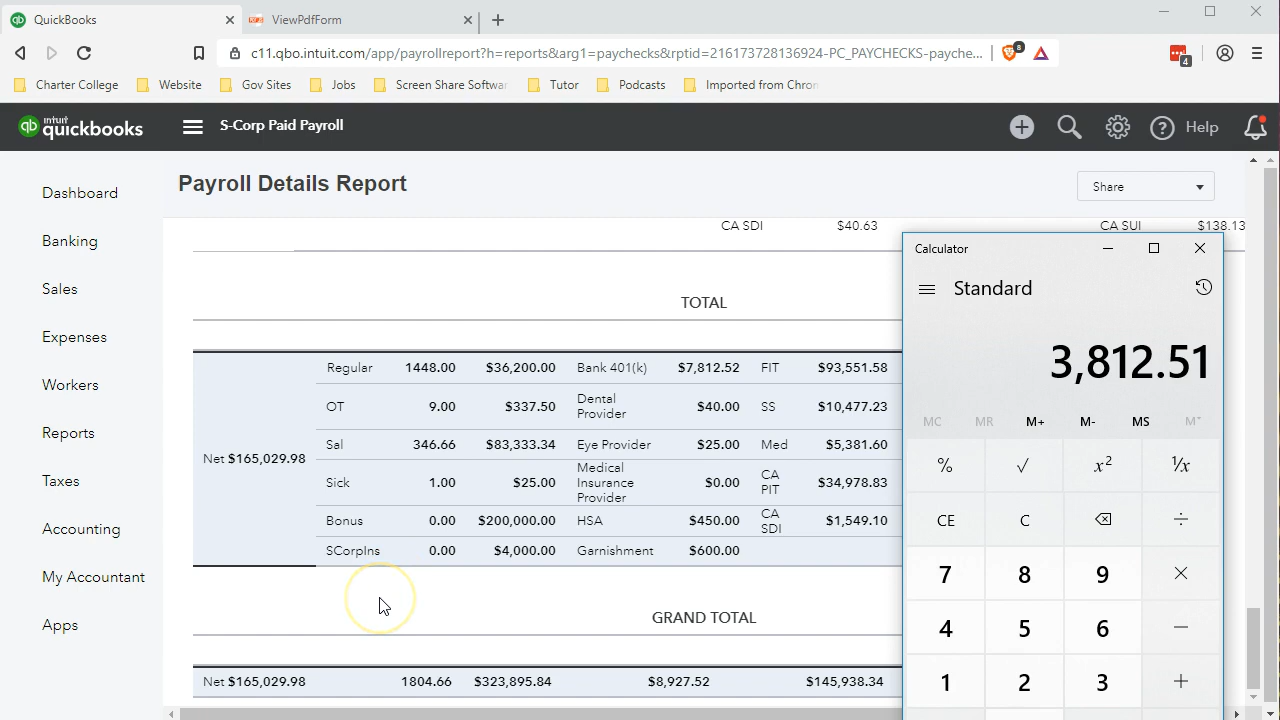 QuickBooks
ViewPdfForm
c11.qbo.intuit.com/app/payrollreport?h=reports&arg1=paychecks&rptid=216173728136924-PC_PAYCHECKS-payche...
8
4
Charter College
Website
Gov Sites
Jobs
Screen Share Softwar
Tutor
Podcasts
Imported from Chrom
intuit quickbooks
S-Corp Paid Payroll
Help
Dashboard
Banking
Sales
Expenses
Workers
Reports
Taxes
Accounting
My Accountant
Apps
Payroll Details Report
Share
CA SDI $40.63 CA SUI $138.13
TOTAL
Net $165,029.98
Regular 1448.00 $36,200.00 Bank 401(k) $7,812.52 FIT $93,551.58
OT 9.00 $337.50 Dental Provider $40.00 SS $10,477.23
Sal 346.66 $83,333.34 Eye Provider $25.00 Med $5,381.60
Sick 1.00 $25.00 Medical Insurance Provider $0.00 CA PIT $34,978.83
Bonus 0.00 $200,000.00 HSA $450.00 CA SDI $1,549.10
SCorpIns 0.00 $4,000.00 Garnishment $600.00
GRAND TOTAL
Net $165,029.98 1804.66 $323,895.84 $8,927.52 $145,938.34
Calculator
Standard
3,812.51
MC MR M+ M- MS M˅
% √ x² ¹/x
CE C ⌫ ÷
7 8 9 ×
4 5 6 −
1 2 3 +